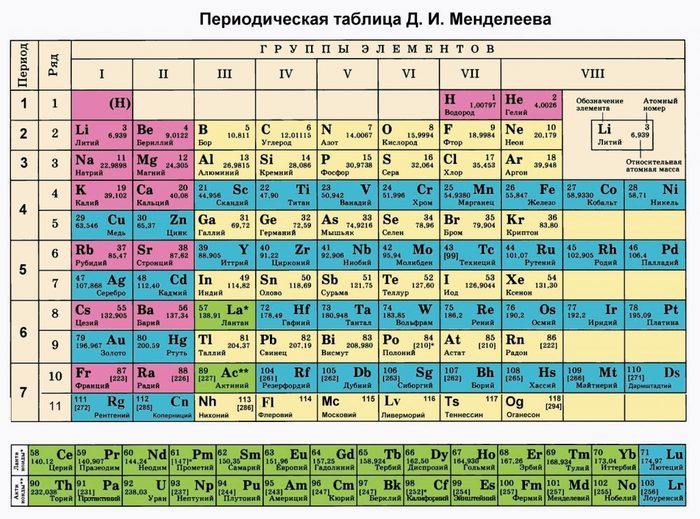 Периодическая таблица Д. И. Менделеева
Период Ряд ГРУППЫ ЭЛЕМЕНТОВ
I II III IV V VI VII VIII
1 1 (H) H 1 1,00797 Водород He 2 4,0026 Гелий
Обозначение элемента Атомный номер
Li 3 6,939 Литий
Относительная атомная масса
2 2 Li 3 6,939 Литий Be 4 9,0122 Бериллий B 5 10,811 Бор C 6 12,01115 Углерод N 7 14,0067 Азот O 8 15,9994 Кислород F 9 18,9984 Фтор Ne 10 20,179 Неон
3 3 Na 11 22,9898 Натрий Mg 12 24,305 Магний Al 13 26,9815 Алюминий Si 14 28,086 Кремний P 15 30,9738 Фосфор S 16 32,064 Сера Cl 17 35,453 Хлор Ar 18 39,948 Аргон
4 4 K 19 39,102 Калий Ca 20 40,08 Кальций 21 Sc 44,956 Скандий 22 Ti 47,90 Титан 23 V 50,942 Ванадий 24 Cr 51,996 Хром 25 Mn 54,9380 Марганец 26 Fe 55,847 Железо 27 Co 58,9330 Кобальт 28 Ni 58,71 Никель
5 29 Cu 63,546 Медь 30 Zn 65,37 Цинк Ga 31 69,72 Галлий Ge 32 72,59 Германий As 33 74,9216 Мышьяк Se 34 78,96 Селен Br 35 79,904 Бром Kr 36 83,80 Криптон
5 6 Rb 37 85,47 Рубидий Sr 38 87,62 Стронций 39 Y 88,905 Иттрий 40 Zr 91,22 Цирконий 41 Nb 92,906 Ниобий 42 Mo 95,94 Молибден 43 Tc [99] Технеций 44 Ru 101,07 Рутений 45 Rh 102,905 Родий 46 Pd 106,4 Палладий
7 47 Ag 107,868 Серебро 48 Cd 112,40 Кадмий In 49 114,82 Индий Sn 50 118,69 Олово Sb 51 121,75 Сурьма Te 52 127,60 Теллур I 53 126,9044 Иод Xe 54 131,30 Ксенон
6 8 Cs 55 132,905 Цезий Ba 56 137,34 Барий 57 La* 138,91 Лантан 72 Hf 178,49 Гафний 73 Ta 180,948 Тантал 74 W 183,85 Вольфрам 75 Re 186,2 Рений 76 Os 190,2 Осмий 77 Ir 192,2 Иридий 78 Pt 195,09 Платина
9 79 Au 196,967 Золото 80 Hg 200,59 Ртуть Tl 81 204,37 Таллий Pb 82 207,19 Свинец Bi 83 208,980 Висмут Po 84 [210]* Полоний At 85 [210] Астат Rn 86 [222] Радон
7 10 Fr 87 [223] Франций Ra 88 [226] Радий 89 Ac** [227] Актиний 104 Rf [261] Резерфордий 105 Db [262] Дубний 106 Sg [263] Сиборгий 107 Bh [262] Борий 108 Hs [265] Хассий 109 Mt [266] Мейтнерий 110 Ds [271] Дармштадтий
11 111 Rg [272] Рентгений 112 Cn [285] Коперниций Nh 113 [286] Нихоний Fl 114 Флеровий Mc 115 Московий Lv 116 Ливерморий Ts 117 Теннессин Og 118 [294] Оганесон
58 Ce 140,12 Церий 59 Pr 140,907 Празеодим 60 Nd 144,24 Неодим 61 Pm [147]* Прометий 62 Sm 150,35 Самарий 63 Eu 151,96 Европий 64 Gd 157,25 Гадолиний 65 Tb 158,924 Тербий 66 Dy 162,50 Диспрозий 67 Ho 164,930 Гольмий 68 Er 167,26 Эрбий 69 Tm 168,934 Тулий 70 Yb 173,04 Иттербий 71 Lu 174,97 Лютеций
90 Th 232,038 Торий 91 Pa [231] Протактиний 92 U 238,03 Уран 93 Np [237] Нептуний 94 Pu [244] Плутоний 95 Am [243] Америций 96 Cm [247] Кюрий 97 Bk [247] Берклий 98 Cf [252]* Калифорний 99 Es [254] Эйнштейний 100 Fm [257] Фермий 101 Md [257] Менделевий 102 No [255] Нобелий 103 Lr [256] Лоуренсий